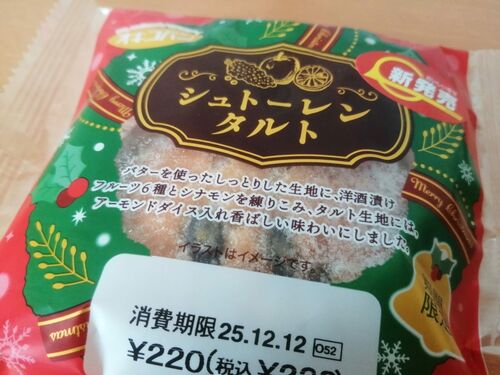 新発売
シュトーレン
タルト
バターを使ったしっとりした生地に、洋酒漬け
フルーツ6種とシナモンを練りこみ、タルト生地には、
アーモンドダイス入れ香ばしい味わいにしました。
イラストはイメージです。
Merry Christmas
限定
消費期限 25.12.12 052
¥220(税込